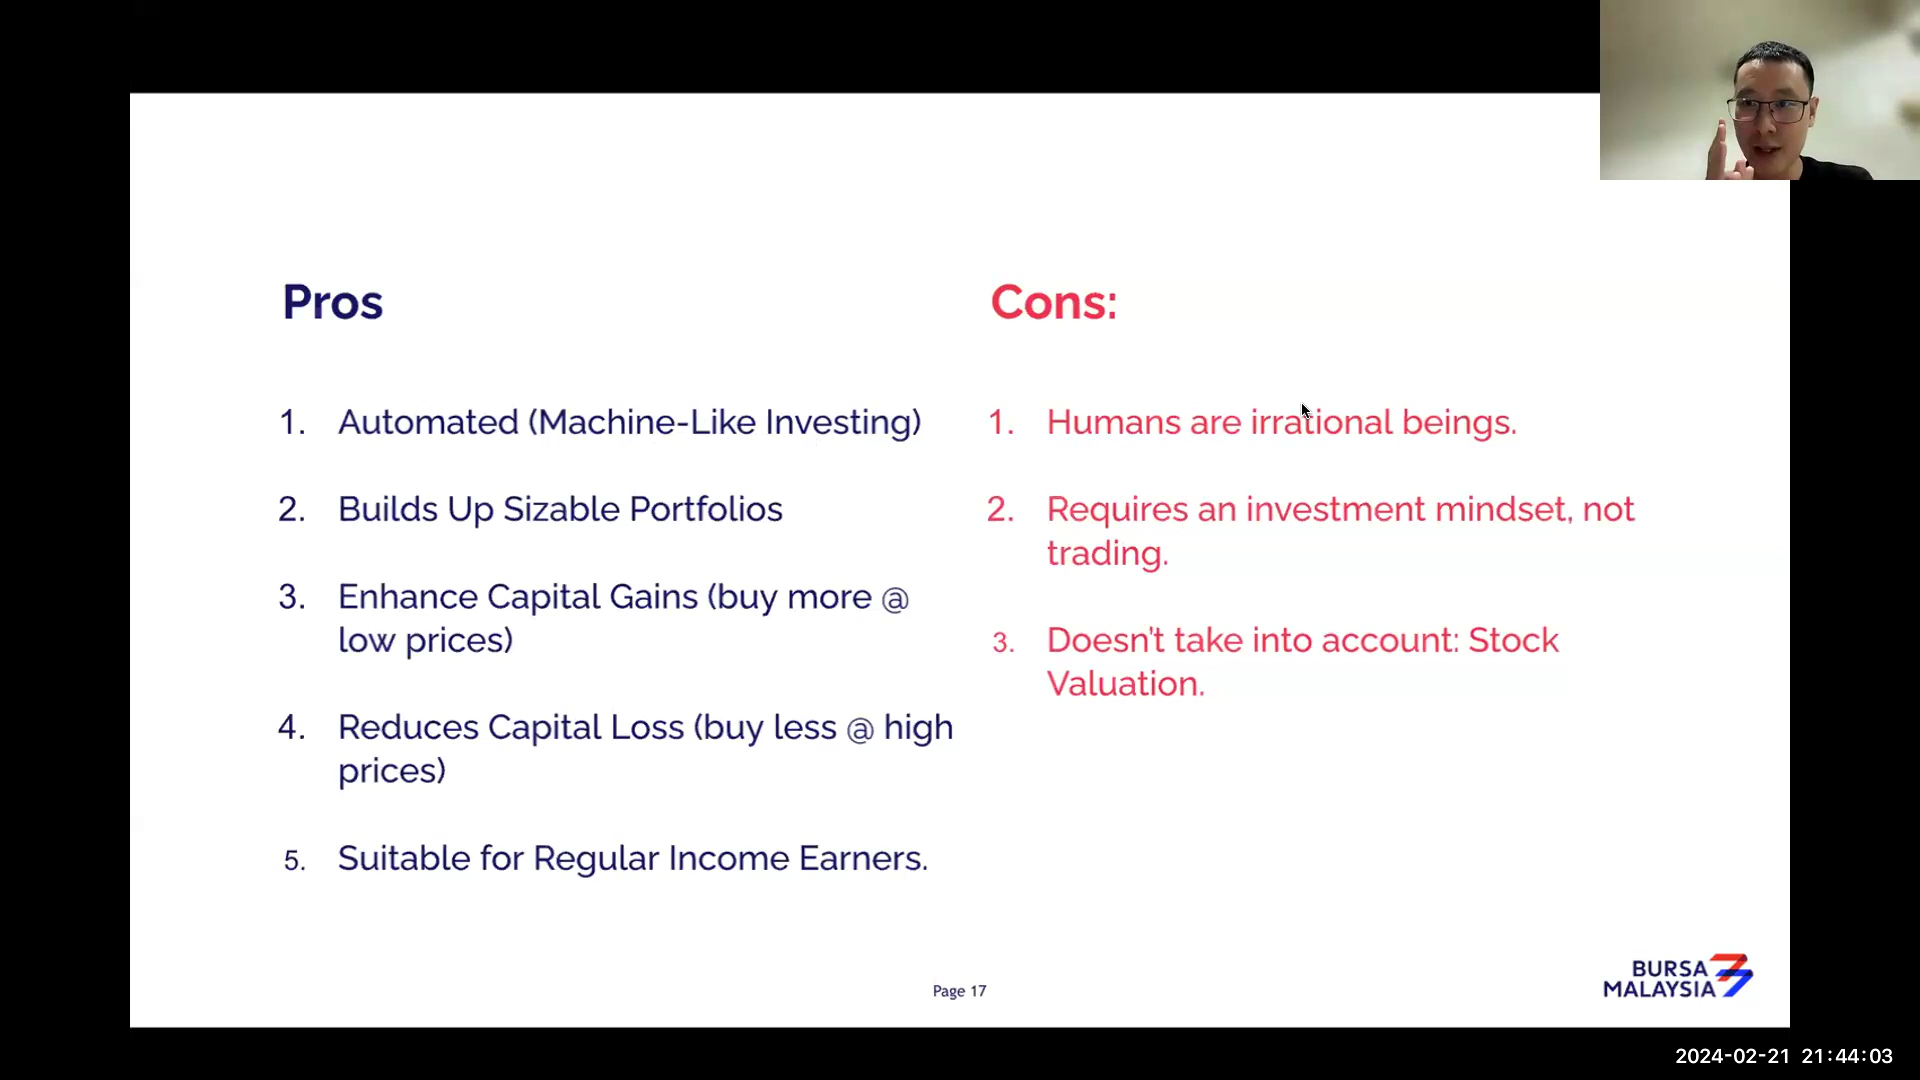 Pros
1. Automated (Machine-Like Investing)
2. Builds Up Sizable Portfolios
3. Enhance Capital Gains (buy more @
low prices)
4. Reduces Capital Loss (buy less @ high
prices)
5. Suitable for Regular Income Earners.
Cons:
1. Humans are irrational beings.
2. Requires an investment mindset, not
trading.
3. Doesn't take into account: Stock
Valuation.
Page 17
BURSA
MALAYSIA
2024-02-21 21:44:03